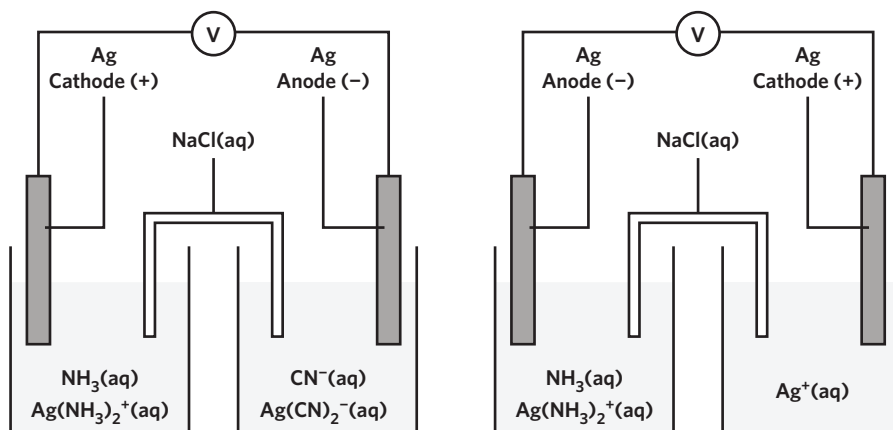 V
Ag
Cathode (+)
Ag
Anode (−)
NaCl(aq)
NH₃(aq)
Ag(NH₃)₂⁺(aq)
CN⁻(aq)
Ag(CN)₂⁻(aq)
V
Ag
Anode (−)
Ag
Cathode (+)
NaCl(aq)
NH₃(aq)
Ag(NH₃)₂⁺(aq)
Ag⁺(aq)